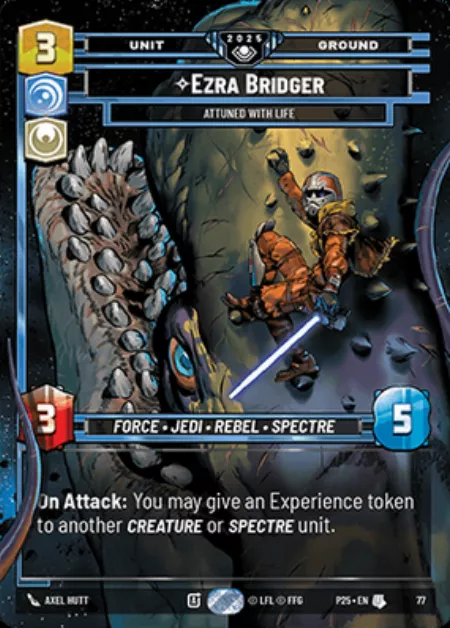 3
UNIT
2025
GROUND
✧EZRA BRIDGER
ATTUNED WITH LIFE
3
5
FORCE • JEDI • REBEL • SPECTRE
On Attack: You may give an Experience token
to another CREATURE or SPECTRE unit.
AXEL HUTT
© LFL © FFG
P25 • EN
77